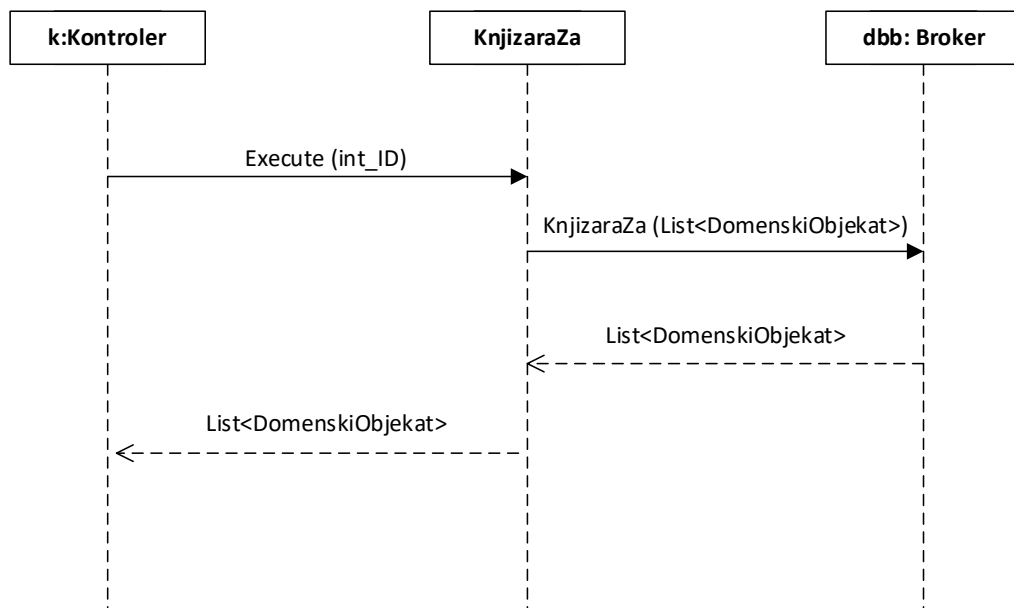 k:Kontroler
KnjizaraZa
dbb: Broker
Execute (int_ID)
KnjizaraZa (List<DomenskiObjekat>)
List<DomenskiObjekat>
List<DomenskiObjekat>